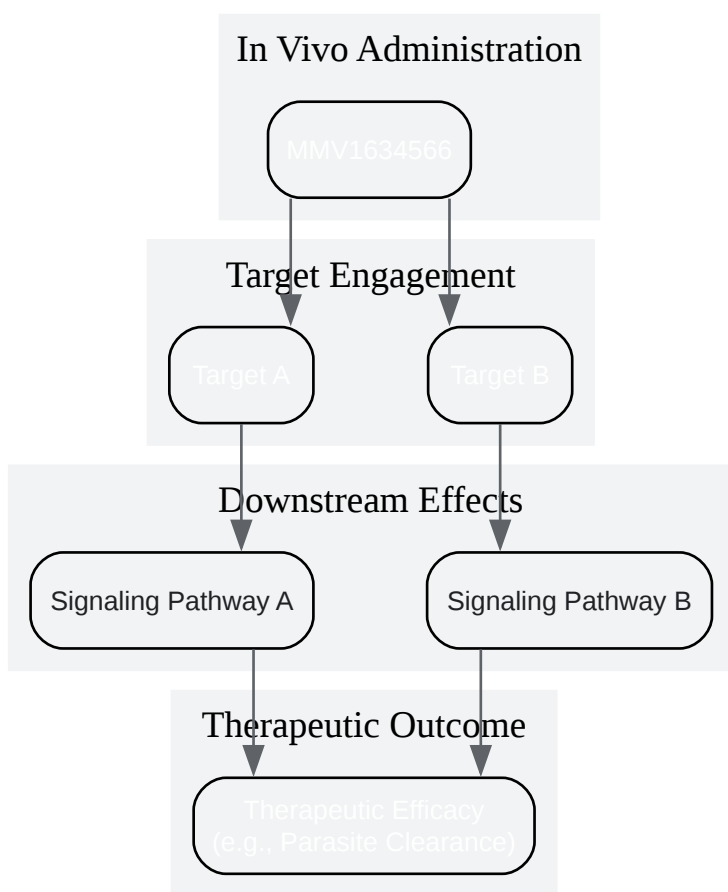 In Vivo Administration
MMV1634566
Target Engagement
Target A
Target B
Downstream Effects
Signaling Pathway A
Signaling Pathway B
Therapeutic Outcome
Therapeutic Efficacy
(e.g., Parasite Clearance)